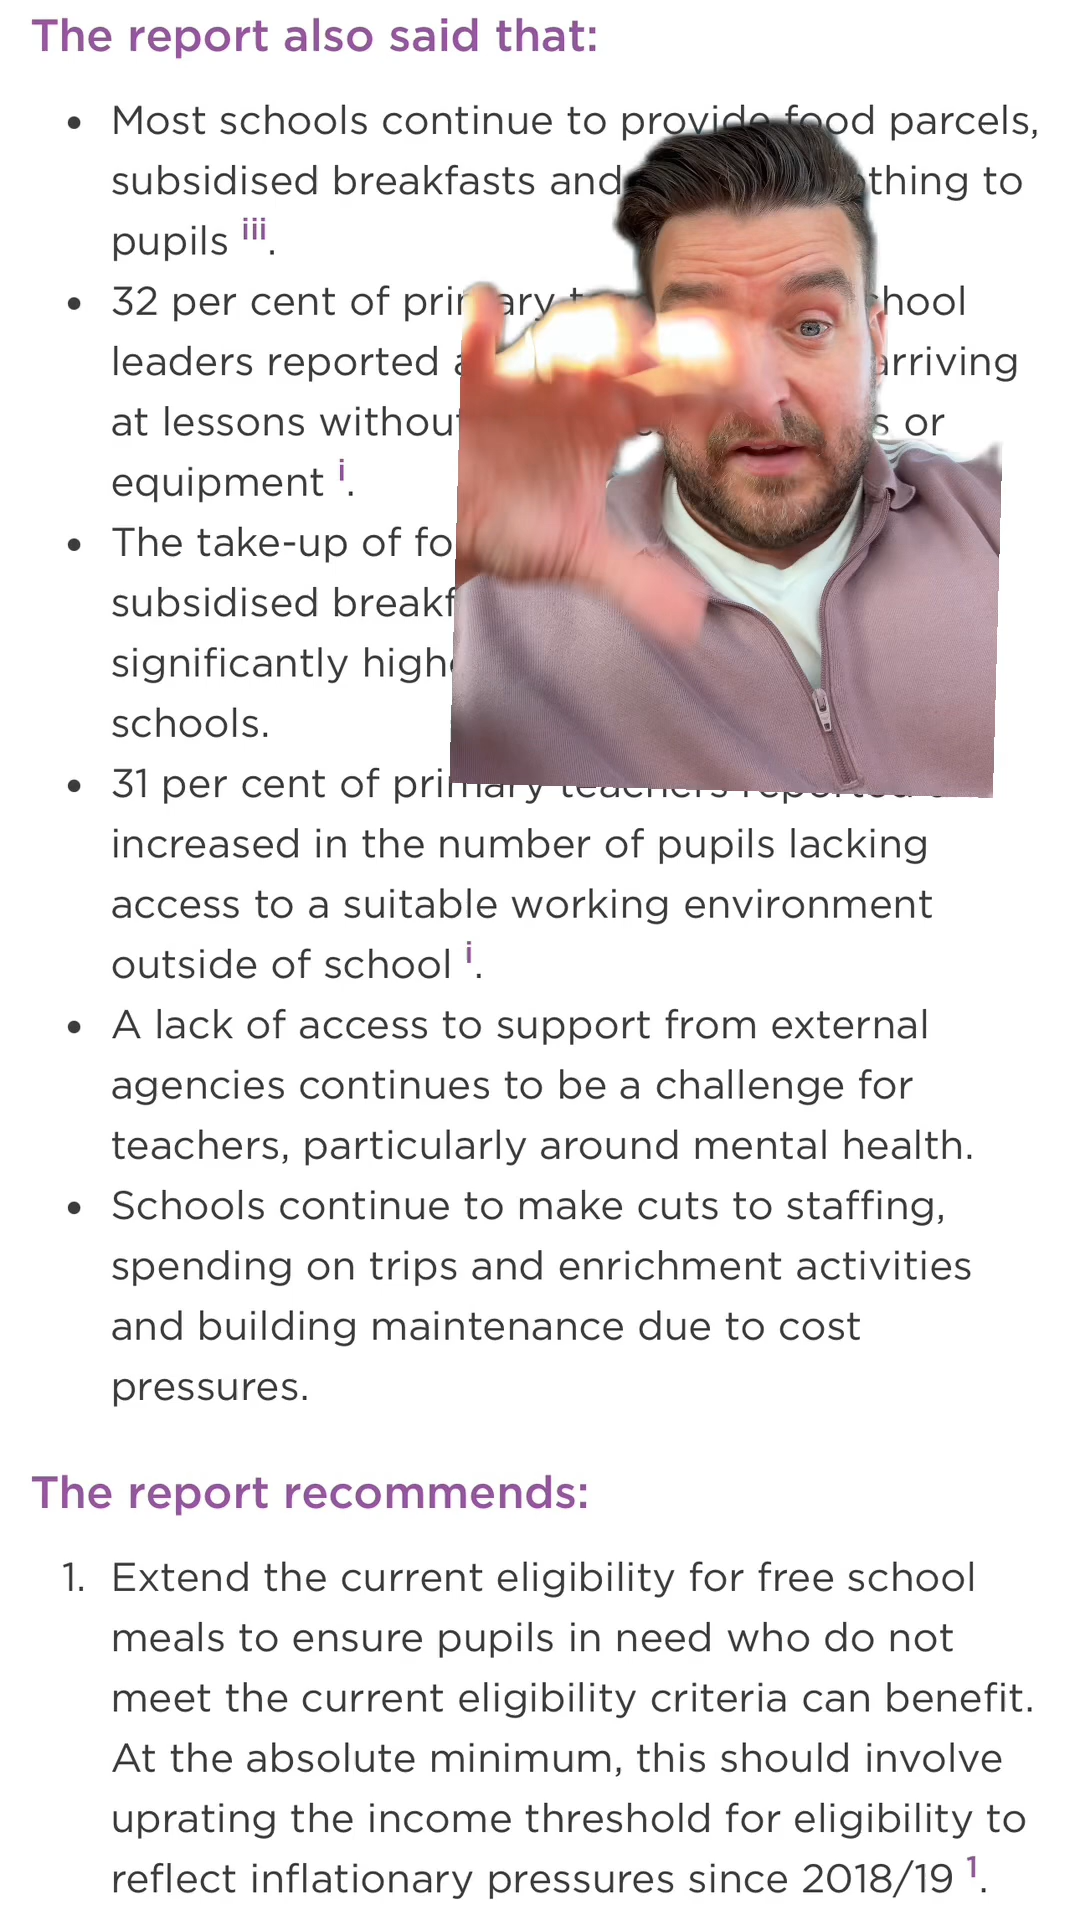 The report also said that:
• Most schools continue to provide food parcels,
subsidised breakfasts and thing to
pupils iii.
• 32 per cent of primary hool
leaders reported arriving
at lessons without s or
equipment i.
• The take-up of fo
subsidised breakf
significantly high
schools.
• 31 per cent of primary teachers reported
increased in the number of pupils lacking
access to a suitable working environment
outside of school i.
• A lack of access to support from external
agencies continues to be a challenge for
teachers, particularly around mental health.
• Schools continue to make cuts to staffing,
spending on trips and enrichment activities
and building maintenance due to cost
pressures.
The report recommends:
1. Extend the current eligibility for free school
meals to ensure pupils in need who do not
meet the current eligibility criteria can benefit.
At the absolute minimum, this should involve
uprating the income threshold for eligibility to
reflect inflationary pressures since 2018/19 1.